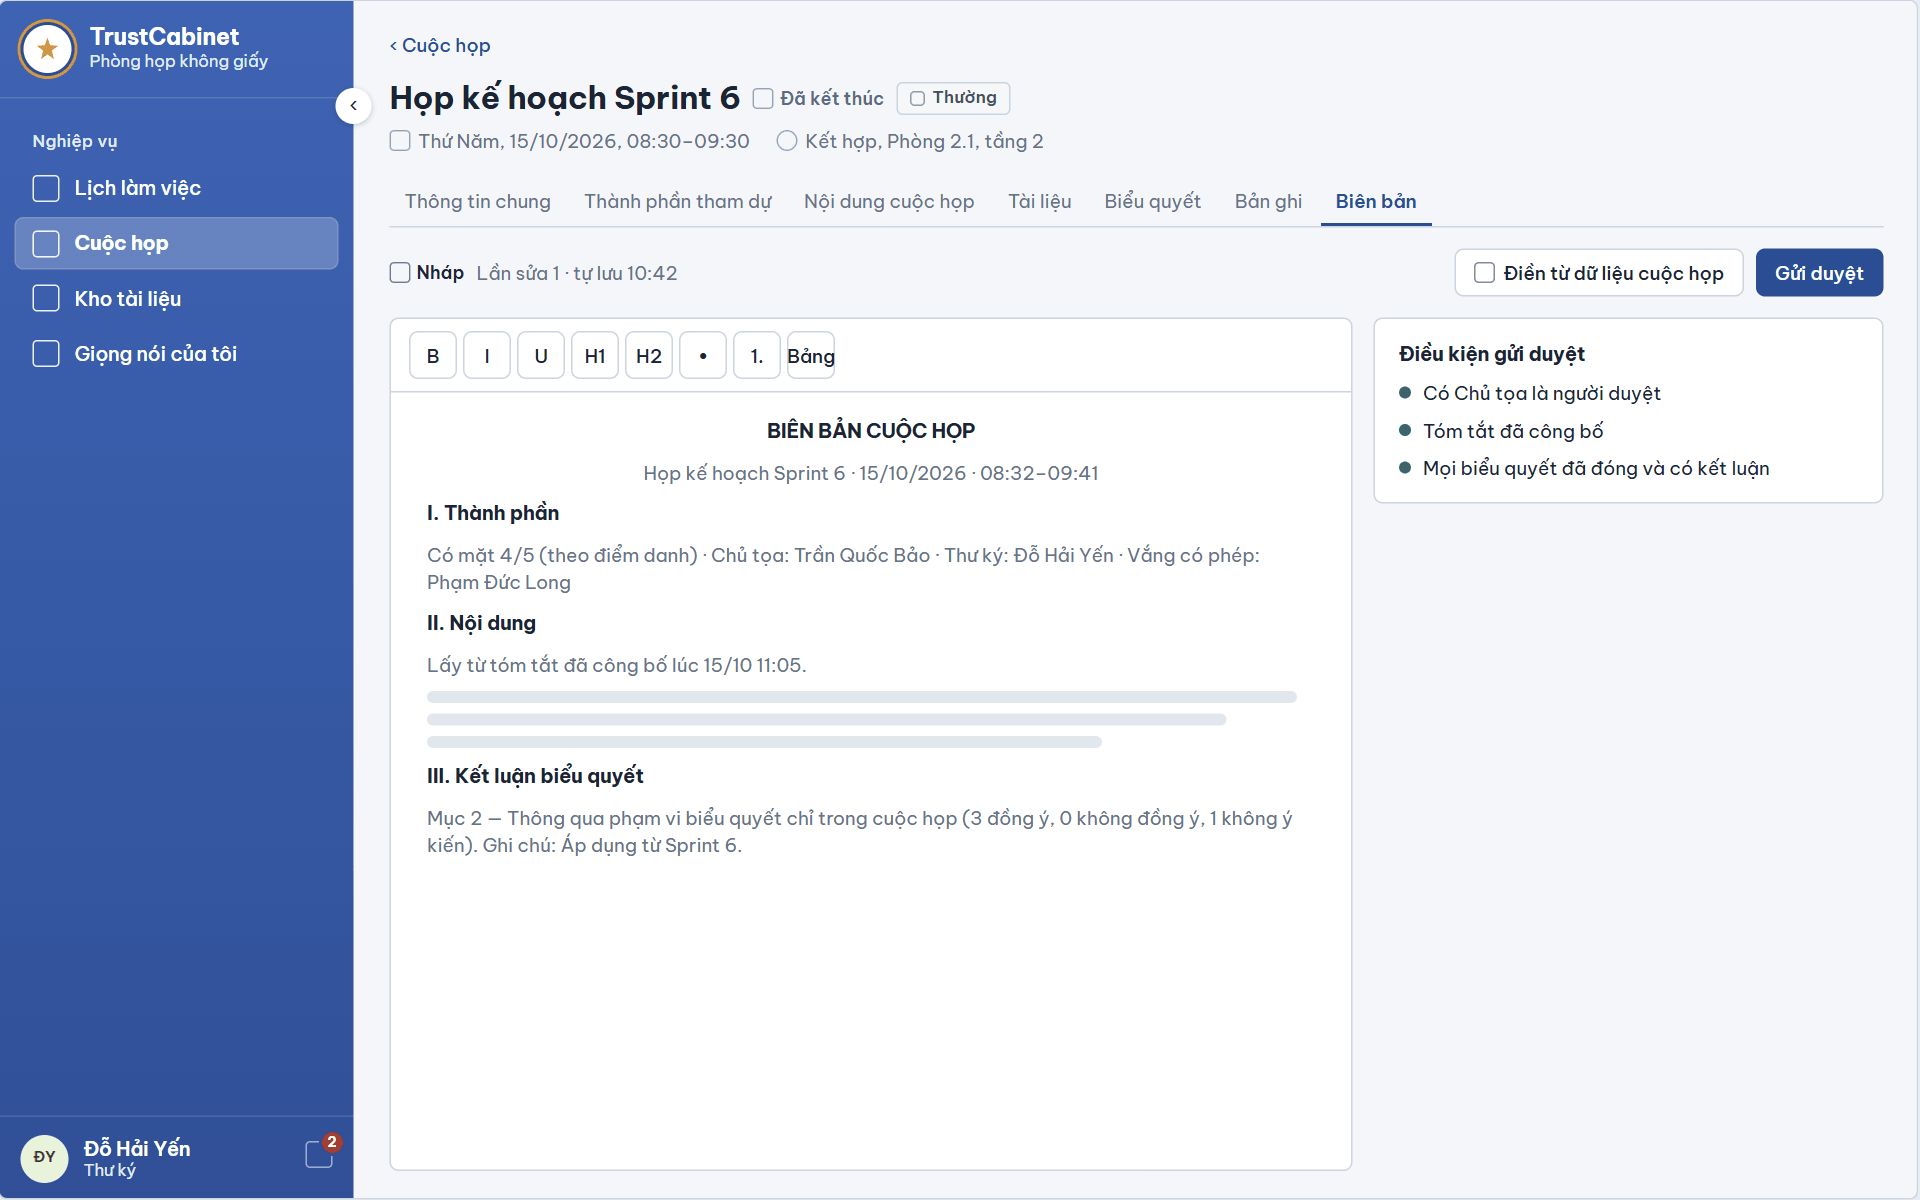 TrustCabinet
Phòng họp không giấy
Nghiệp vụ
Lịch làm việc
Cuộc họp
Kho tài liệu
Giọng nói của tôi
ĐY
Đỗ Hải Yến
Thư ký
2
‹ Cuộc họp
Họp kế hoạch Sprint 6 Đã kết thúc Thường
Thứ Năm, 15/10/2026, 08:30–09:30 Kết hợp, Phòng 2.1, tầng 2
Thông tin chung Thành phần tham dự Nội dung cuộc họp Tài liệu Biểu quyết Bản ghi Biên bản
Nháp Lần sửa 1 · tự lưu 10:42 Điền từ dữ liệu cuộc họp Gửi duyệt
B I U H1 H2 • 1. Bảng
BIÊN BẢN CUỘC HỌP
Họp kế hoạch Sprint 6 · 15/10/2026 · 08:32–09:41
I. Thành phần
Có mặt 4/5 (theo điểm danh) · Chủ tọa: Trần Quốc Bảo · Thư ký: Đỗ Hải Yến · Vắng có phép:
Phạm Đức Long
II. Nội dung
Lấy từ tóm tắt đã công bố lúc 15/10 11:05.
III. Kết luận biểu quyết
Mục 2 — Thông qua phạm vi biểu quyết chỉ trong cuộc họp (3 đồng ý, 0 không đồng ý, 1 không ý
kiến). Ghi chú: Áp dụng từ Sprint 6.
Điều kiện gửi duyệt
Có Chủ tọa là người duyệt
Tóm tắt đã công bố
Mọi biểu quyết đã đóng và có kết luận